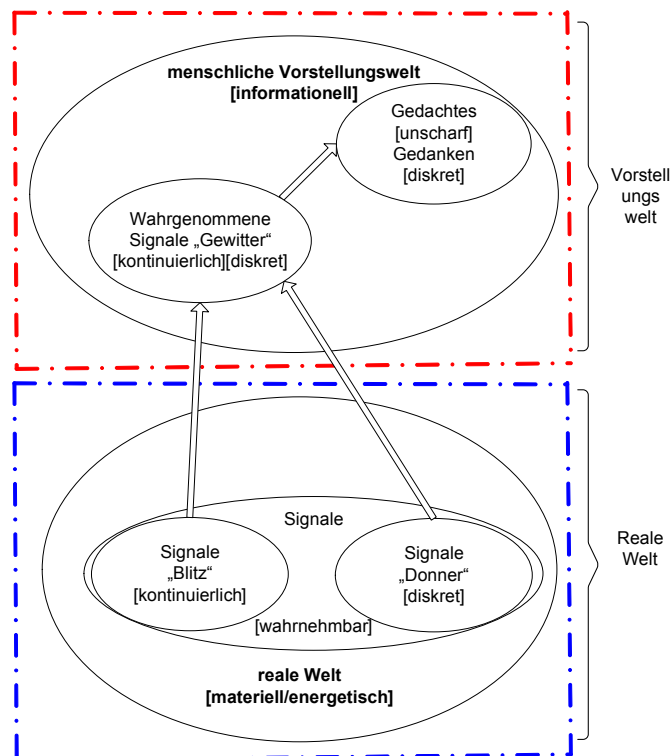 menschliche Vorstellungswelt
[informationell]
Gedachtes
[unscharf]
Gedanken
[diskret]
Wahrgenommene
Signale „Gewitter“
[kontinuierlich][diskret]
Vorstell
ungs
welt
Signale
Signale
„Blitz“
[kontinuierlich]
Signale
„Donner“
[diskret]
[wahrnehmbar]
reale Welt
[materiell/energetisch]
Reale
Welt